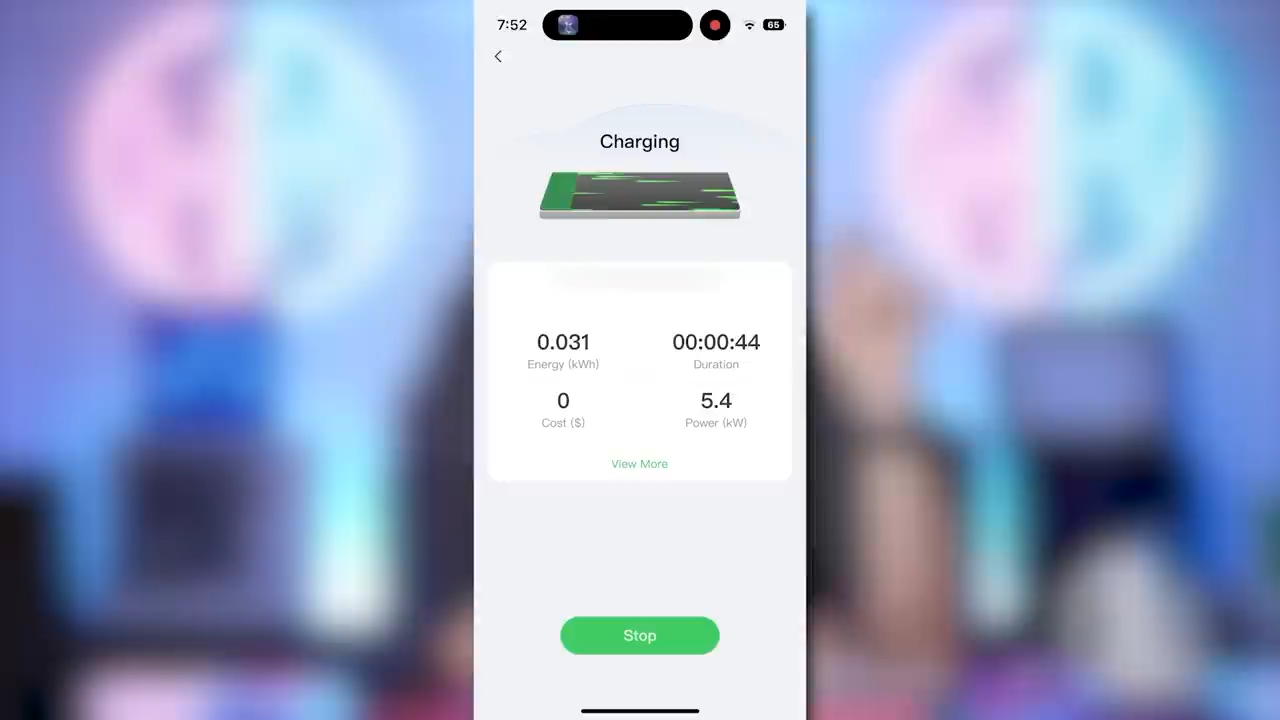 7:52
65
Charging
0.031
00:00:44
Energy (kWh)
Duration
0
5.4
Cost ($)
Power (kW)
View More
Stop